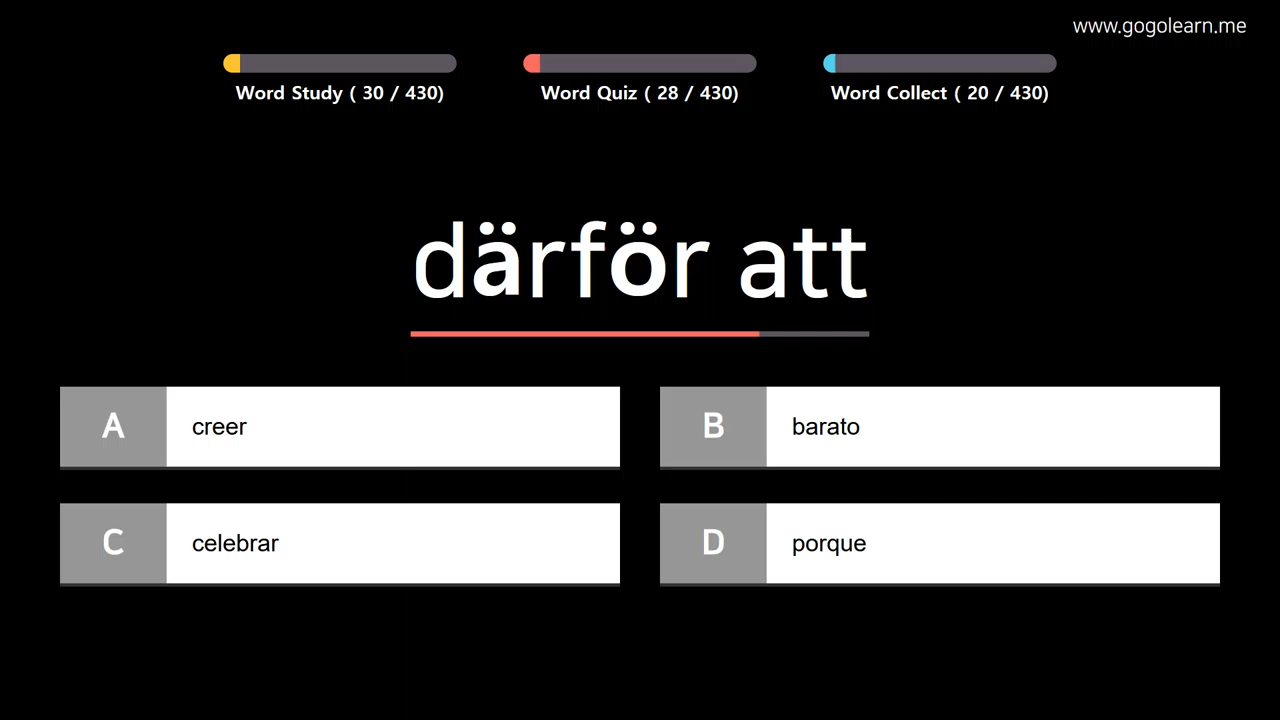 www.gogolearn.me
Word Study ( 30 / 430)
Word Quiz ( 28 / 430)
Word Collect ( 20 / 430)
därför att
A
creer
B
barato
C
celebrar
D
porque